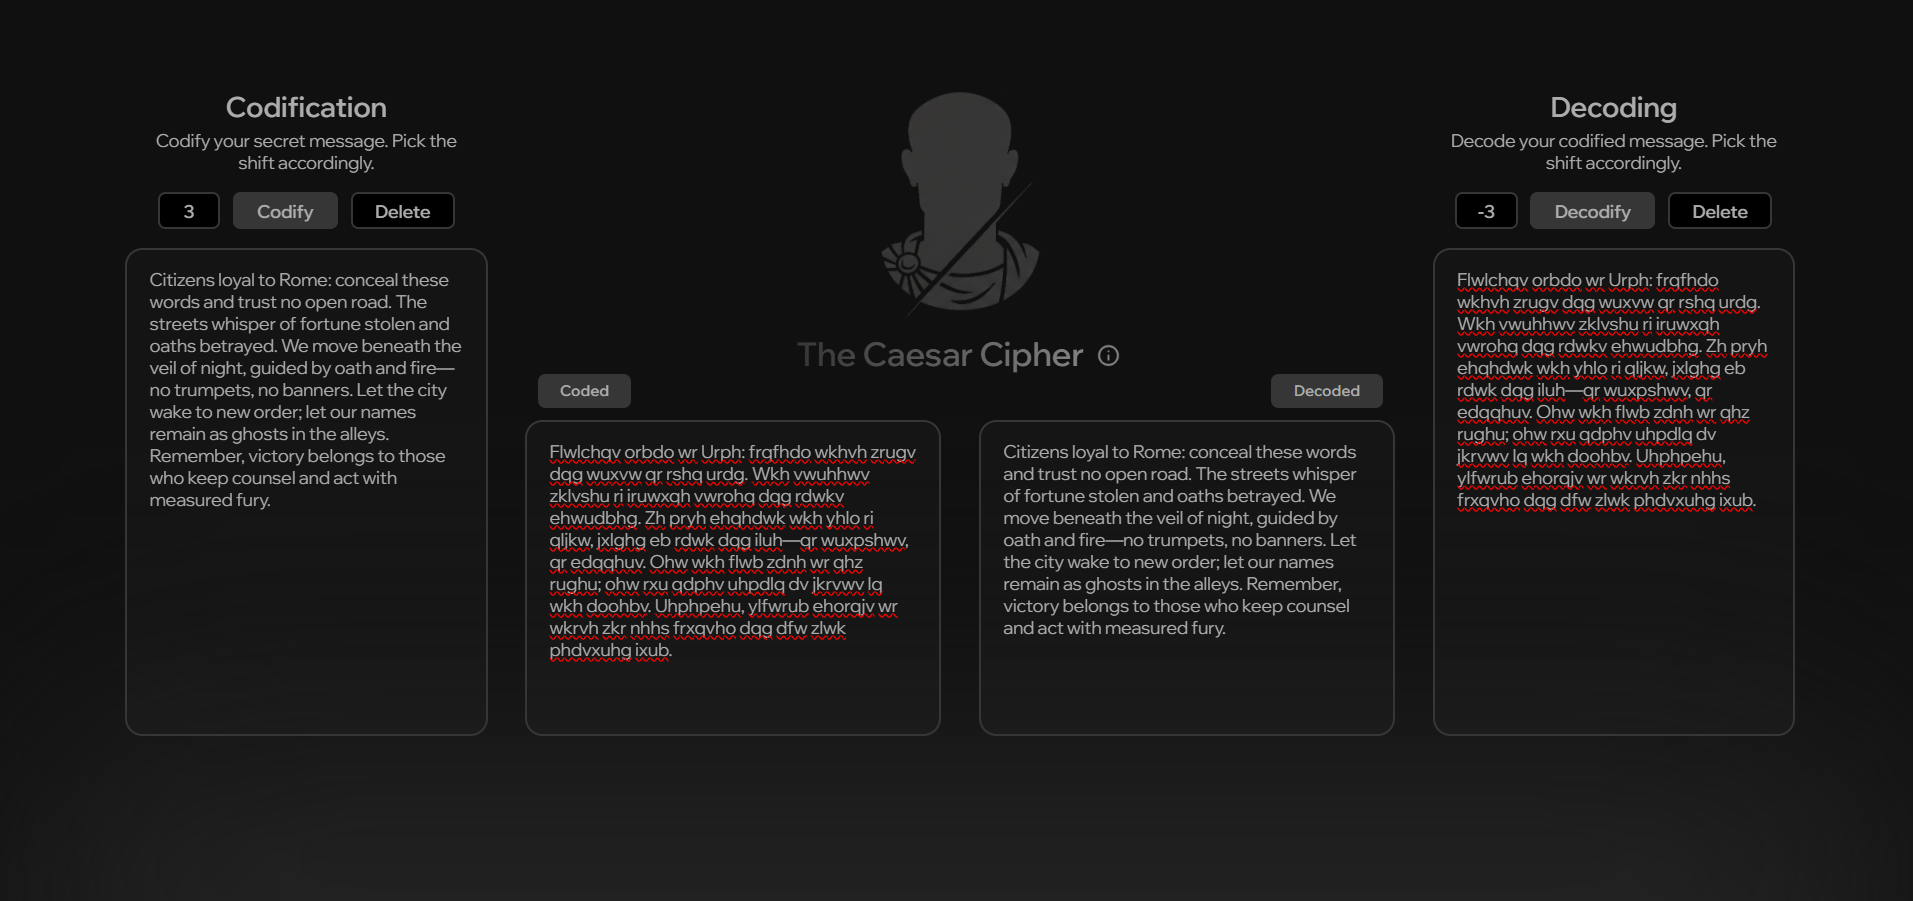 Codification
Codify your secret message. Pick the
shift accordingly.
3
Codify
Delete
Citizens loyal to Rome: conceal these
words and trust no open road. The
streets whisper of fortune stolen and
oaths betrayed. We move beneath the
veil of night, guided by oath and fire—
no trumpets, no banners. Let the city
wake to new order; let our names
remain as ghosts in the alleys.
Remember, victory belongs to those
who keep counsel and act with
measured fury.
The Caesar Cipher
Coded
Flwlchqv orbdo wr Urph: frqfhdo wkhvh zrugv
dqg wuxvw qr rshq urdg. Wkh vwuhhwv
zklvshu ri iruwxqh vwrohq dqg rdwkv
ehwudbhg. Zh pryh ehqhdwk wkh yhlo ri
qljkw, jxlghg eb rdwk dqg iluh—qr wuxpshwv,
qr edqqhuv. Ohw wkh flwb zdnh wr qhz
rughu; ohw rxu qdphv uhpdlq dv jkrvwv lq
wkh doohbv. Uhphpehu, ylfwrub ehorqjv wr
wkrvh zkr nhhs frxqvho dqg dfw zlwk
phdvxuhg ixub.
Decoded
Citizens loyal to Rome: conceal these words
and trust no open road. The streets whisper
of fortune stolen and oaths betrayed. We
move beneath the veil of night, guided by
oath and fire—no trumpets, no banners. Let
the city wake to new order; let our names
remain as ghosts in the alleys. Remember,
victory belongs to those who keep counsel
and act with measured fury.
Decoding
Decode your codified message. Pick the
shift accordingly.
-3
Decodify
Delete
Flwlchqv orbdo wr Urph: frqfhdo
wkhvh zrugv dqg wuxvw qr rshq urdg.
Wkh vwuhhwv zklvshu ri iruwxqh
vwrohq dqg rdwkv ehwudbhg. Zh pryh
ehqhdwk wkh yhlo ri qljkw, jxlghg eb
rdwk dqg iluh—qr wuxpshwv, qr
edqqhuv. Ohw wkh flwb zdnh wr qhz
rughu; ohw rxu qdphv uhpdlq dv
jkrvwv lq wkh doohbv. Uhphpehu,
ylfwrub ehorqjv wr wkrvh zkr nhhs
frxqvho dqg dfw zlwk phdvxuhg ixub.